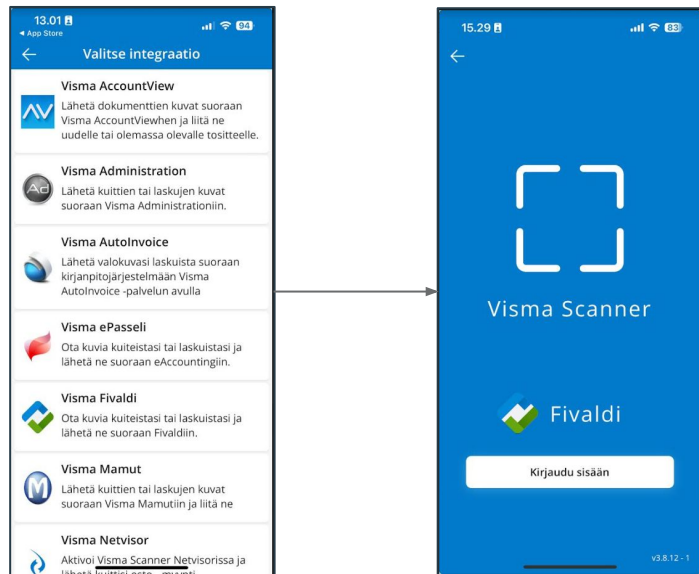 13.01
94
App Store
Valitse integraatio
Visma AccountView
Lähetä dokumenttien kuvat suoraan
Visma AccountViewhen ja liitä ne
uudelle tai olemassa olevalle tositteelle.
Ad
Visma Administration
Lähetä kuittien tai laskujen kuvat
suoraan Visma Administrationiin.
Visma AutoInvoice
Lähetä valokuvasi laskuista suoraan
kirjanpitojärjestelmään Visma
AutoInvoice -palvelun avulla
Visma ePasseli
Ota kuvia kuiteistasi tai laskuistasi ja
lähetä ne suoraan eAccountingiin.
Visma Fivaldi
Ota kuvia kuiteistasi tai laskuistasi ja
lähetä ne suoraan Fivaldiin.
Visma Mamut
Lähetä kuittien tai laskujen kuvat
suoraan Visma Mamutiin ja liitä ne
Visma Netvisor
Aktivoi Visma Scanner Netvisorissa ja
15.29
83
Visma Scanner
Fivaldi
Kirjaudu sisään
v3.8.12 - 1